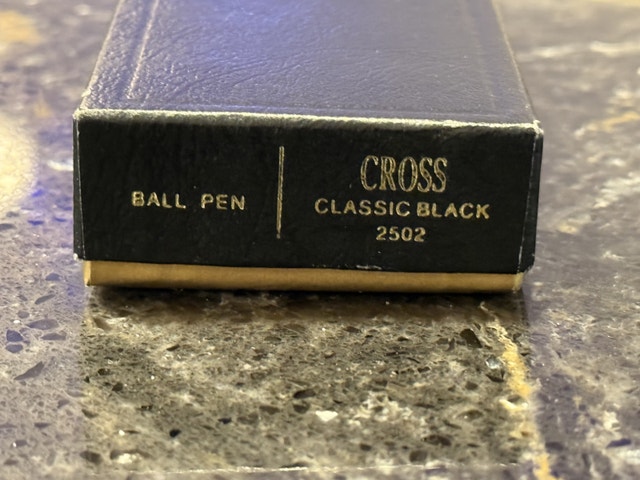 BALL PEN
CROSS
CLASSIC BLACK
2502